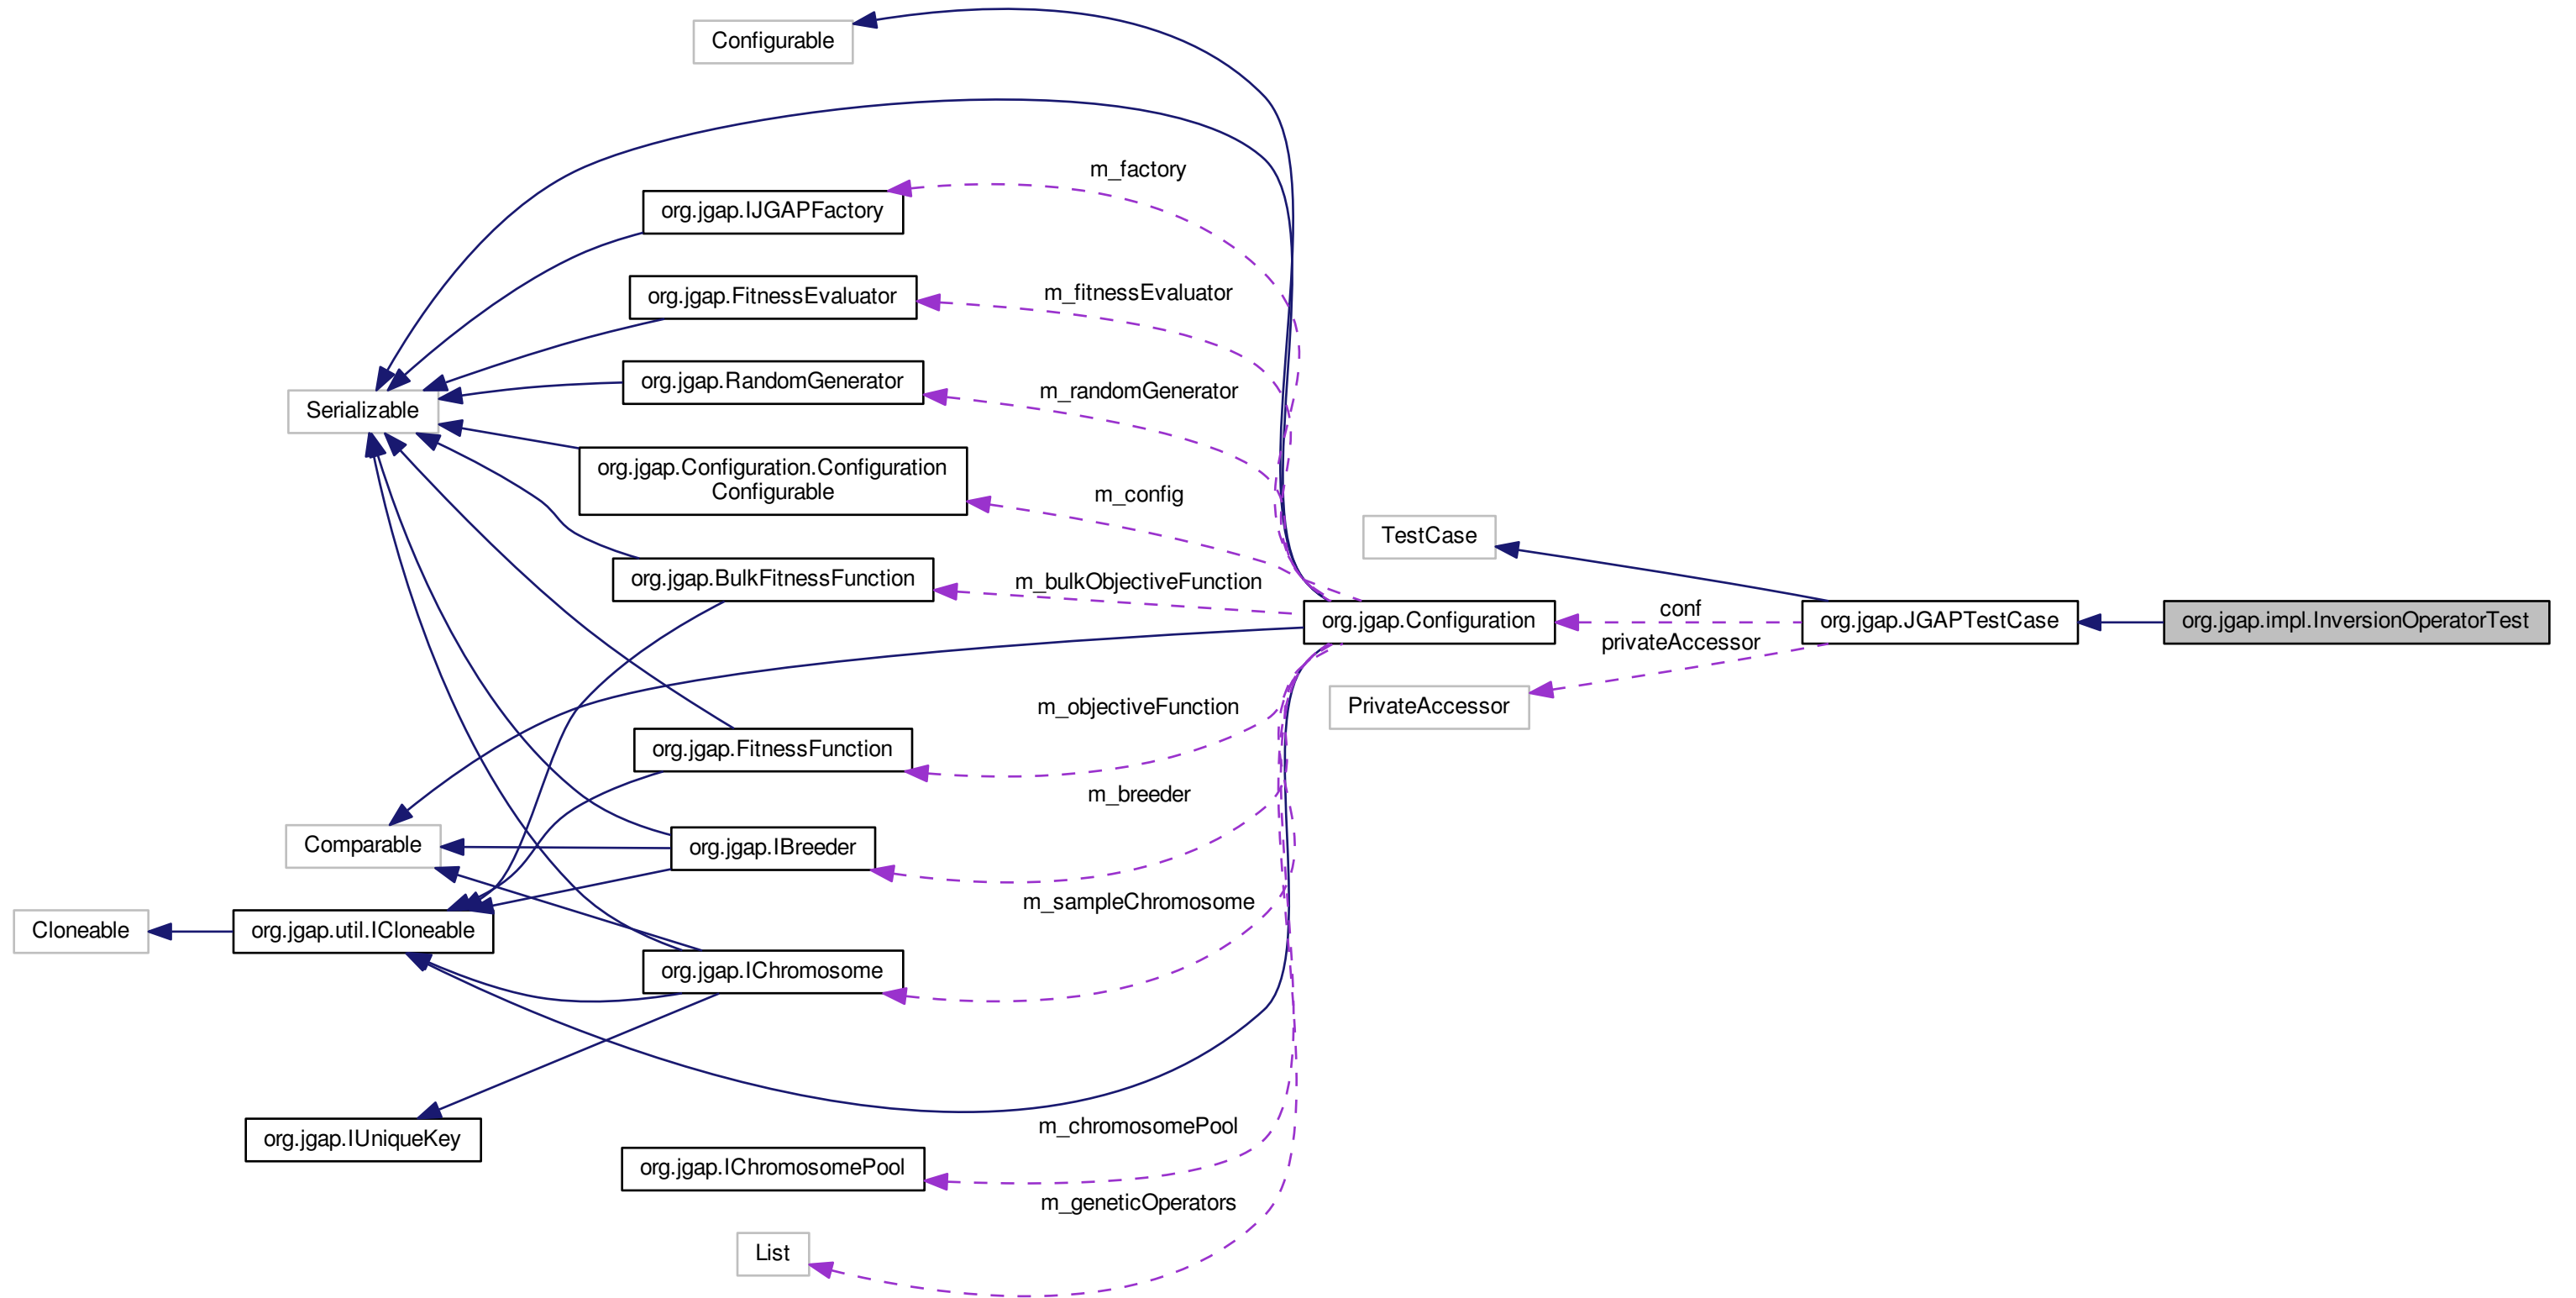 Configurable
m_factory
org.jgap.IJGAPFactory
m_fitnessEvaluator
org.jgap.FitnessEvaluator
m_randomGenerator
org.jgap.RandomGenerator
Serializable
org.jgap.Configuration.Configuration
Configurable
m_config
TestCase
org.jgap.BulkFitnessFunction
m_bulkObjectiveFunction
conf
org.jgap.Configuration
org.jgap.JGAPTestCase
org.jgap.impl.InversionOperatorTest
privateAccessor
PrivateAccessor
m_objectiveFunction
org.jgap.FitnessFunction
m_breeder
Comparable
org.jgap.IBreeder
m_sampleChromosome
Cloneable
org.jgap.util.ICloneable
org.jgap.IChromosome
m_chromosomePool
org.jgap.IUniqueKey
org.jgap.IChromosomePool
m_geneticOperators
List